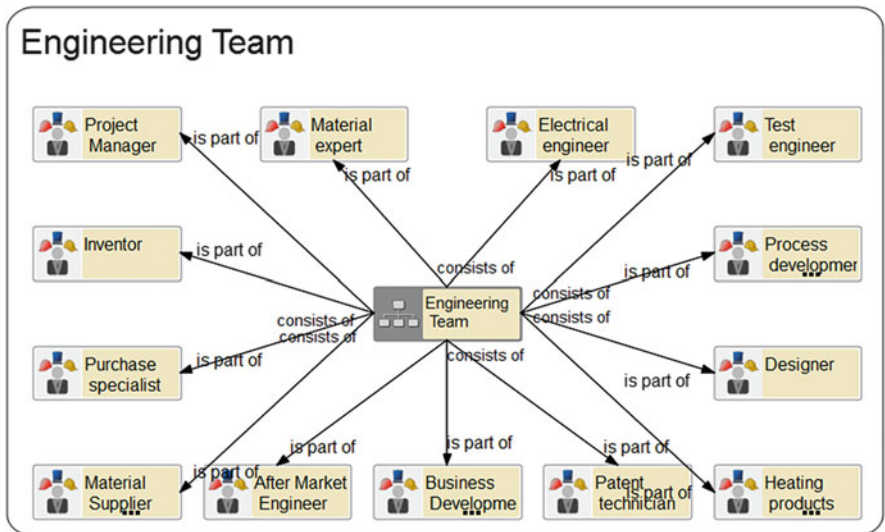 Engineering Team
Project
Manager
is part of
Material
expert
is part of
Electrical
engineer
is part of
Test
engineer
is part of
Inventor
is part of
consists of
Process
developmer
is part of
Engineering
Team
consists of
consists of
consists of
consists of
consists of
Purchase
specialist
is part of
Designer
is part of
is part of
is part of
is part of
is part of
is part of
Material
Supplier
After Market
Engineer
Business
Developme
Patent
technician
Heating
products